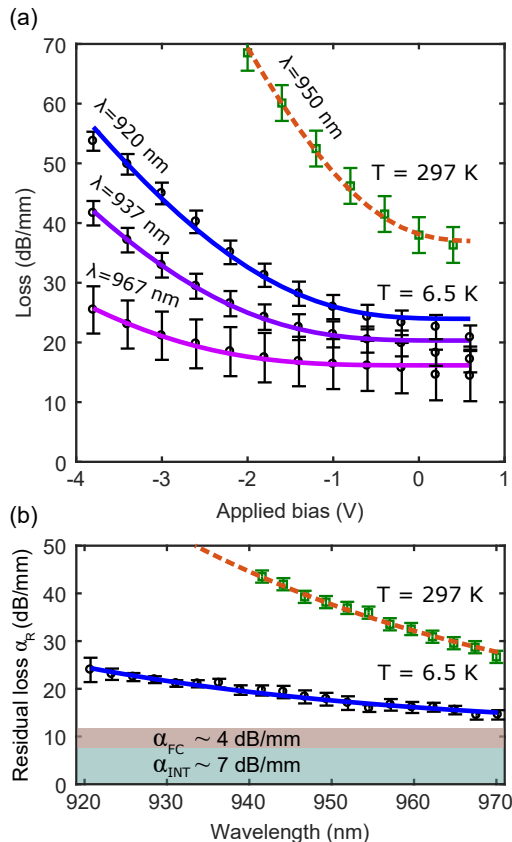 (a)
70
60
50
40
30
20
10
0
Loss (dB/mm)
λ=920 nm
λ=937 nm
λ=967 nm
λ=950 nm
T = 297 K
T = 6.5 K
-4
-3
-2
-1
0
1
Applied bias (V)
(b)
50
40
30
20
10
0
Residual loss α_R (dB/mm)
T = 297 K
T = 6.5 K
α_FC ~ 4 dB/mm
α_INT ~ 7 dB/mm
920
930
940
950
960
970
Wavelength (nm)